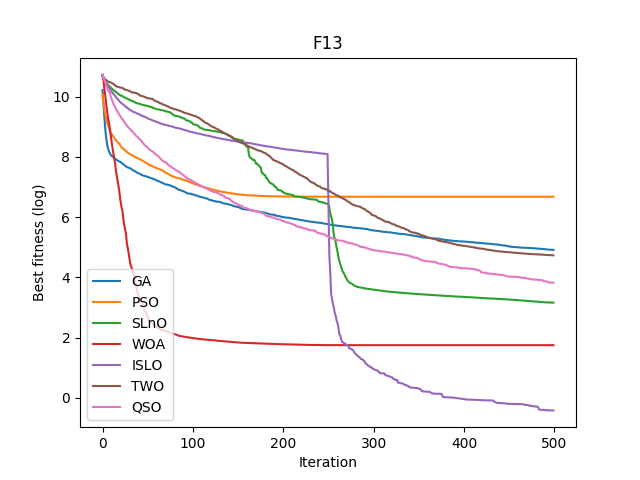 F13
Best fitness (log)
10
8
6
4
2
0
GA
PSO
SLnO
WOA
ISLO
TWO
QSO
0 100 200 300 400 500
Iteration